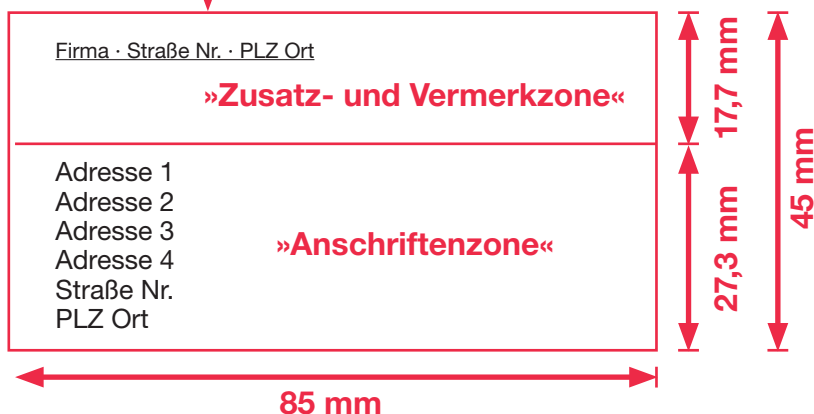 Firma · Straße Nr. · PLZ Ort
»Zusatz- und Vermerkzone«
17,7 mm
45 mm
Adresse 1
Adresse 2
Adresse 3
Adresse 4
Straße Nr.
PLZ Ort
»Anschriftenzone«
27,3 mm
85 mm